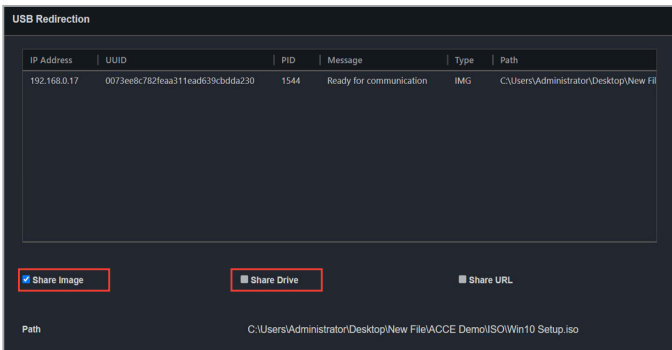 USB Redirection
IP Address UUID PID Message Type Path
192.168.0.17 0073ee8c782feaa311ead639cbdda230 1544 Ready for communication IMG C:\Users\Administrator\Desktop\New Fil
Share Image Share Drive Share URL
Path C:\Users\Administrator\Desktop\New File\ACCE Demo\ISO\Win10 Setup.iso